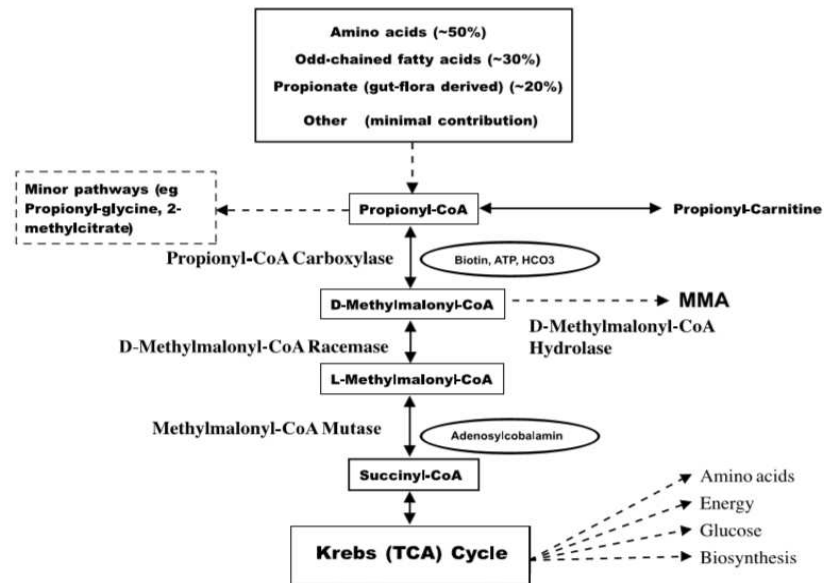 Amino acids (~50%)
Odd-chained fatty acids (~30%)
Propionate (gut-flora derived) (~20%)
Other (minimal contribution)
Minor pathways (eg
Propionyl-glycine, 2-
methylcitrate)
Propionyl-CoA
Propionyl-Carnitine
Propionyl-CoA Carboxylase
Biotin, ATP, HCO3
D-Methylmalonyl-CoA
MMA
D-Methylmalonyl-CoA
Hydrolase
D-Methylmalonyl-CoA Racemase
L-Methylmalonyl-CoA
Methylmalonyl-CoA Mutase
Adenosylcobalamin
Succinyl-CoA
Amino acids
Energy
Glucose
Biosynthesis
Krebs (TCA) Cycle